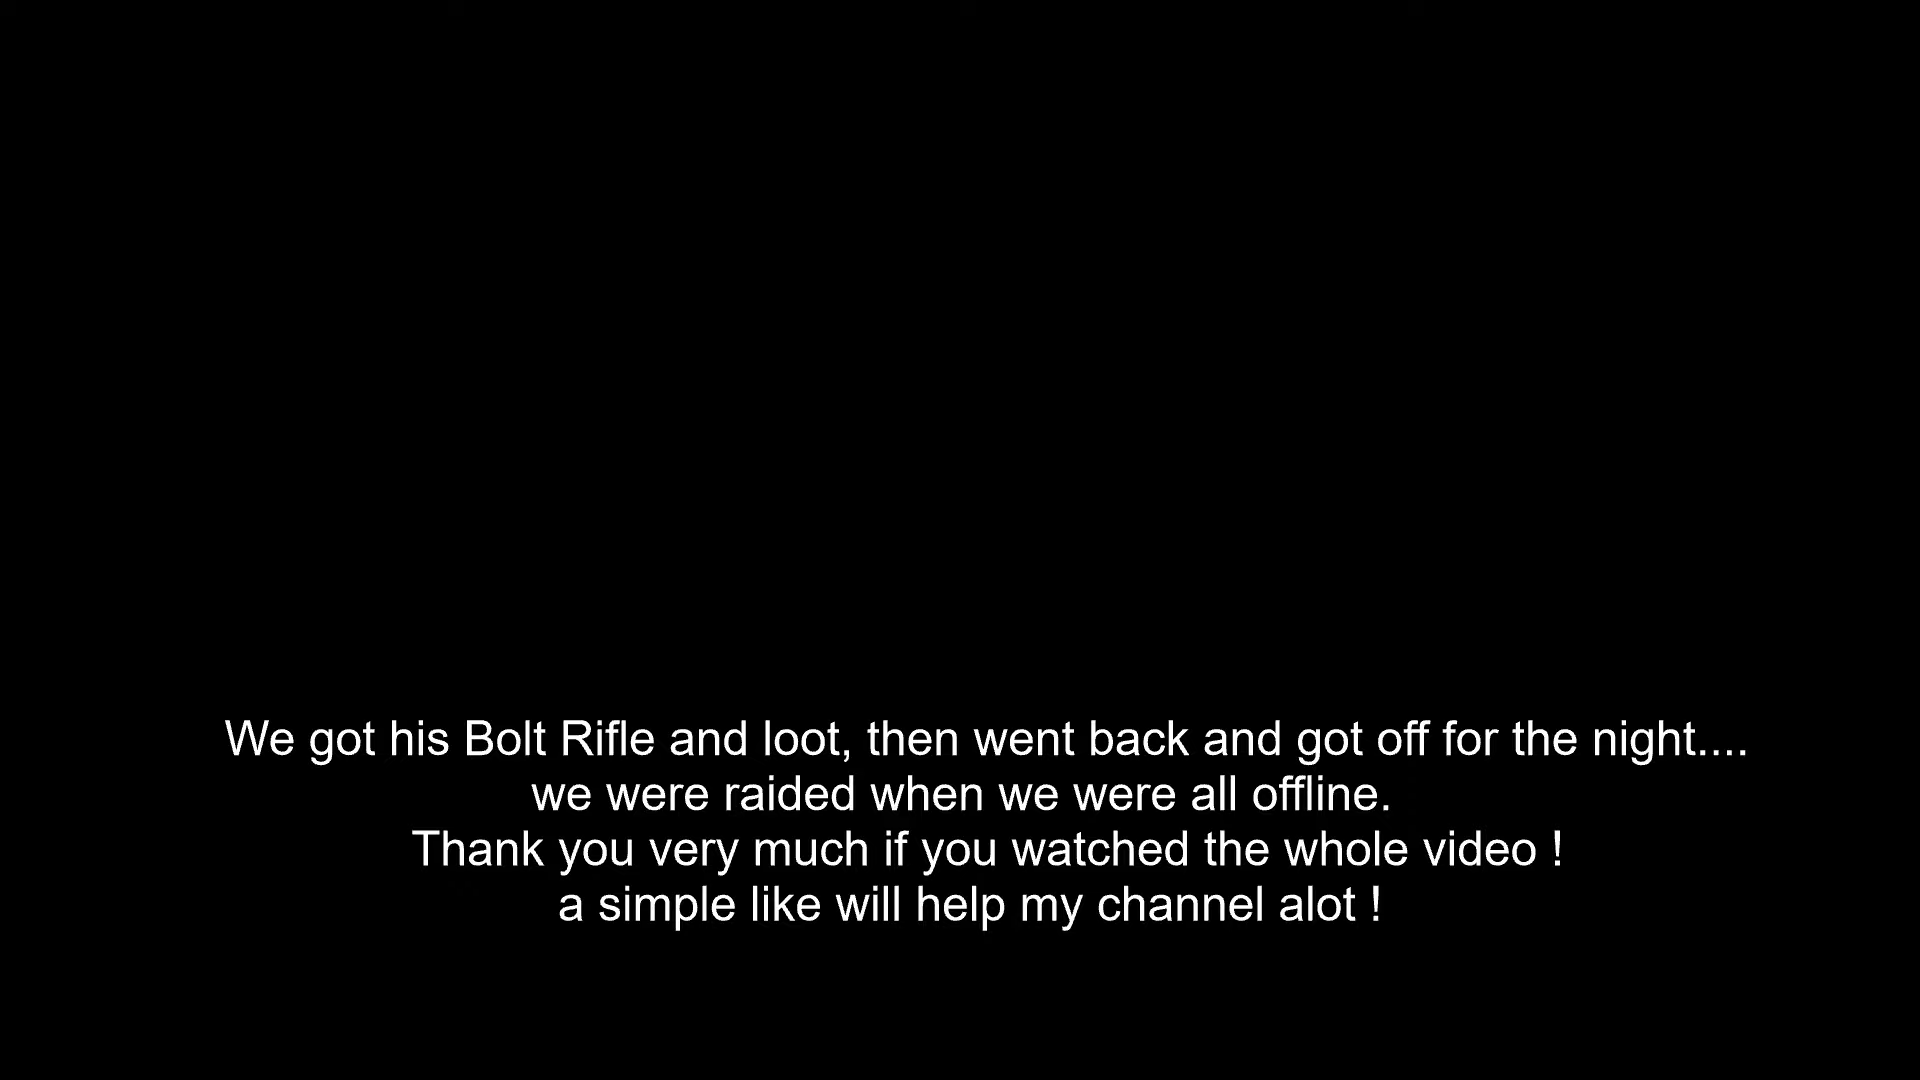 We got his Bolt Rifle and loot, then went back and got off for the night....
we were raided when we were all offline.
Thank you very much if you watched the whole video !
a simple like will help my channel alot !